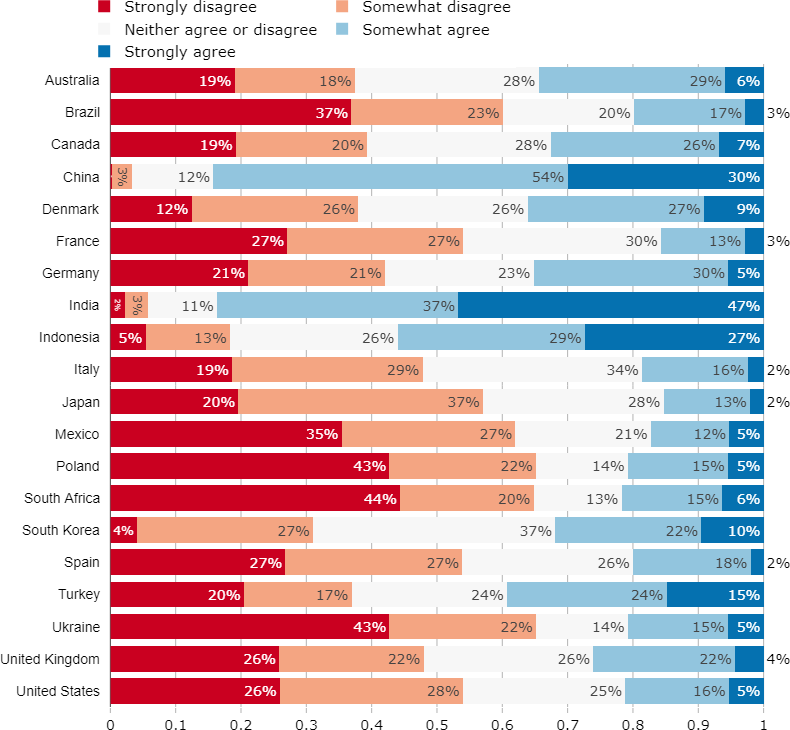 Strongly disagree Somewhat disagree
Neither agree or disagree Somewhat agree
Strongly agree
Australia 19% 18% 28% 29% 6%
Brazil 37% 23% 20% 17% 3%
Canada 19% 20% 28% 26% 7%
China 3% 12% 54% 30%
Denmark 12% 26% 26% 27% 9%
France 27% 27% 30% 13% 3%
Germany 21% 21% 23% 30% 5%
India 2% 3% 11% 37% 47%
Indonesia 5% 13% 26% 29% 27%
Italy 19% 29% 34% 16% 2%
Japan 20% 37% 28% 13% 2%
Mexico 35% 27% 21% 12% 5%
Poland 43% 22% 14% 15% 5%
South Africa 44% 20% 13% 15% 6%
South Korea 4% 27% 37% 22% 10%
Spain 27% 27% 26% 18% 2%
Turkey 20% 17% 24% 24% 15%
Ukraine 43% 22% 14% 15% 5%
United Kingdom 26% 22% 26% 22% 4%
United States 26% 28% 25% 16% 5%
0 0.1 0.2 0.3 0.4 0.5 0.6 0.7 0.8 0.9 1